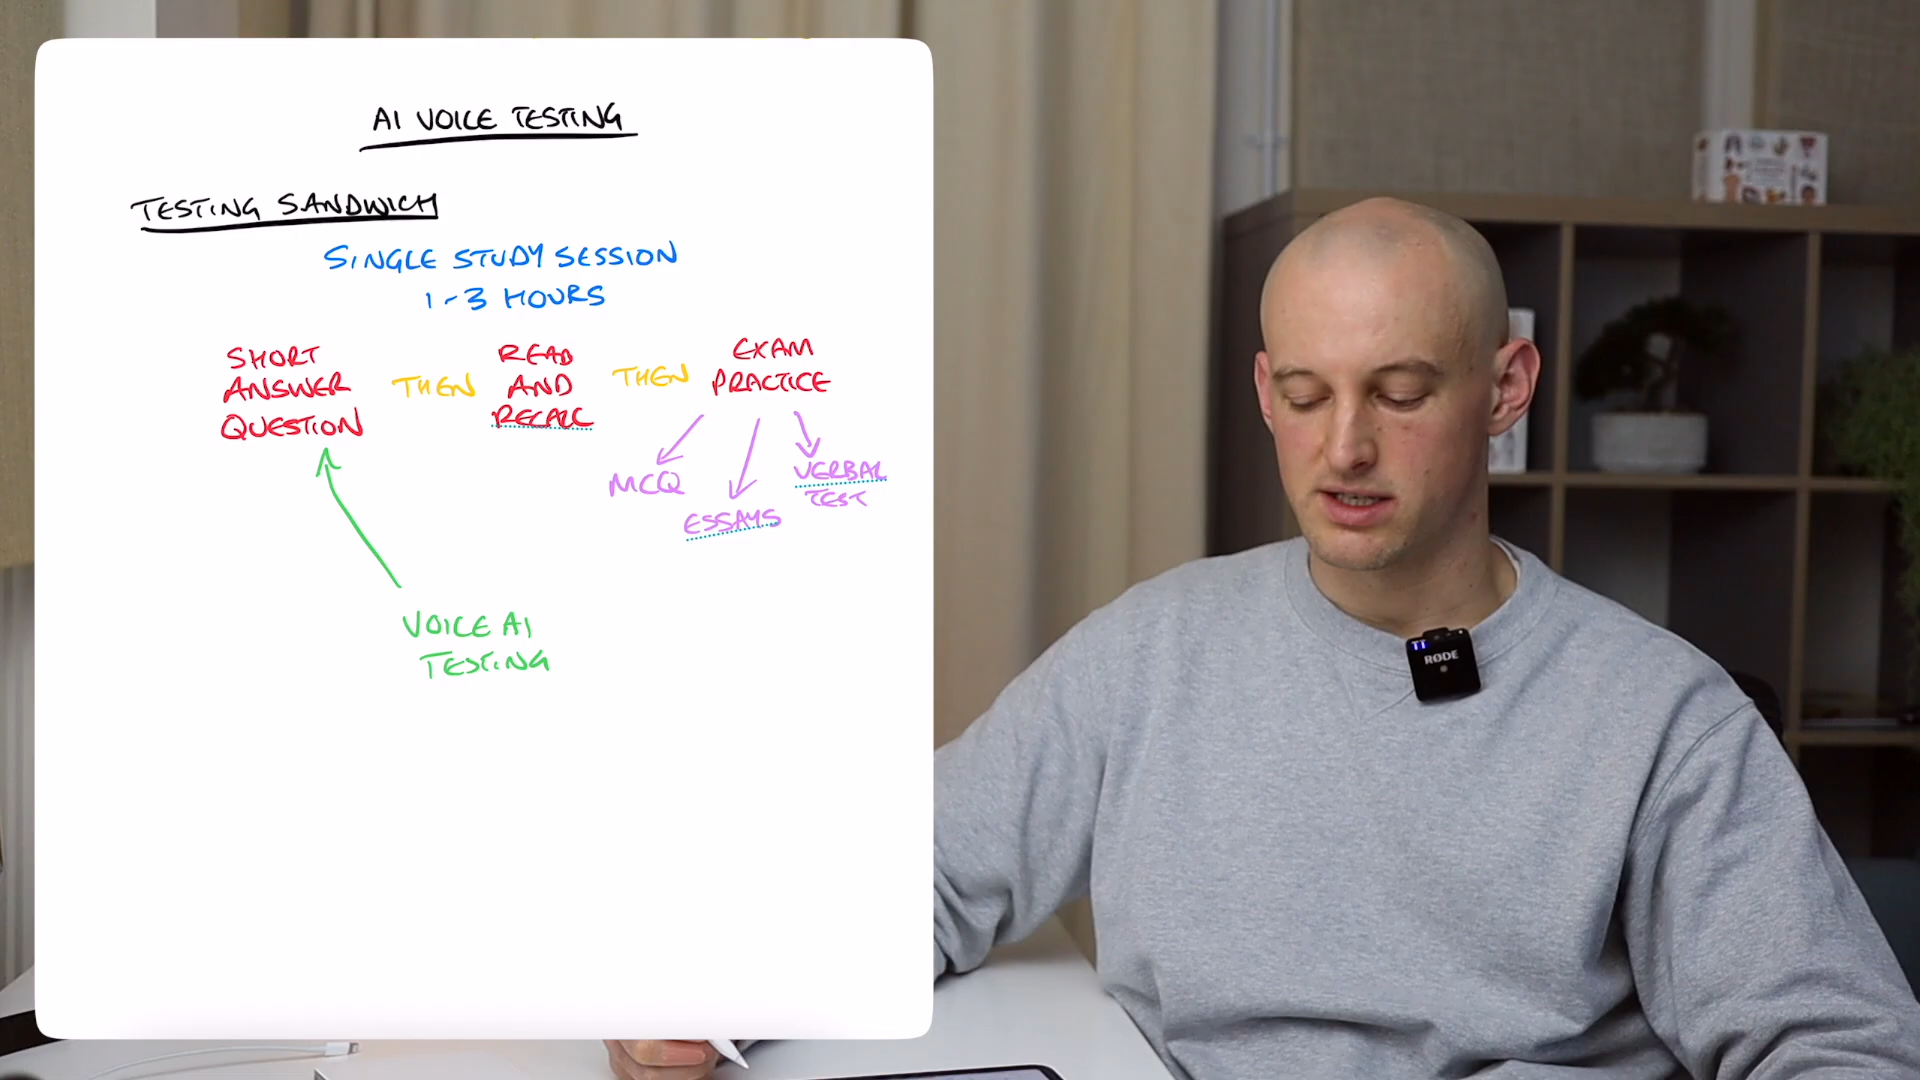 AI VOICE TESTING
TESTING SANDWICH
SINGLE STUDY SESSION
1-3 HOURS
SHORT
ANSWER
QUESTION
THEN
READ
AND
RECALL
THEN
EXAM
PRACTICE
MCQ
ESSAYS
VERBAL
TEST
VOICE AI
TESTING
RØDE